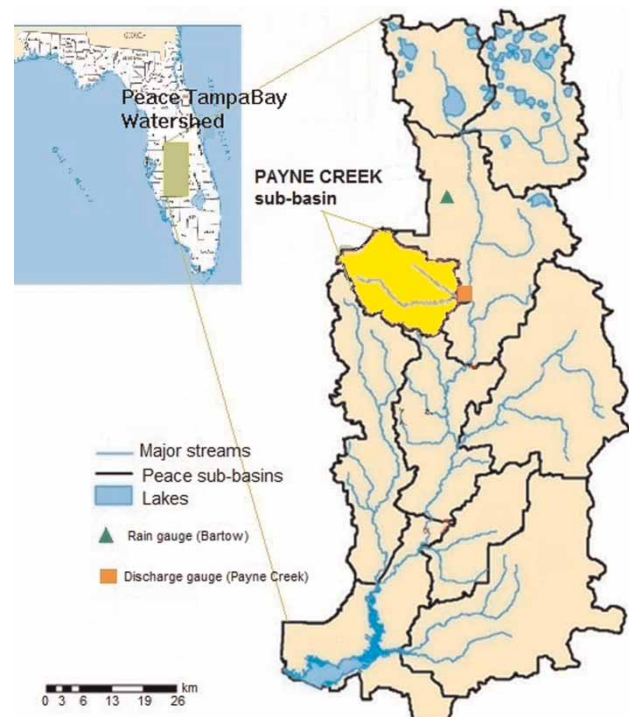 Peace TampaBay
Watershed
PAYNE CREEK
sub-basin
Major streams
Peace sub-basins
Lakes
Rain gauge (Bartow)
Discharge gauge (Payne Creek)
km
0 3 6 13 19 26